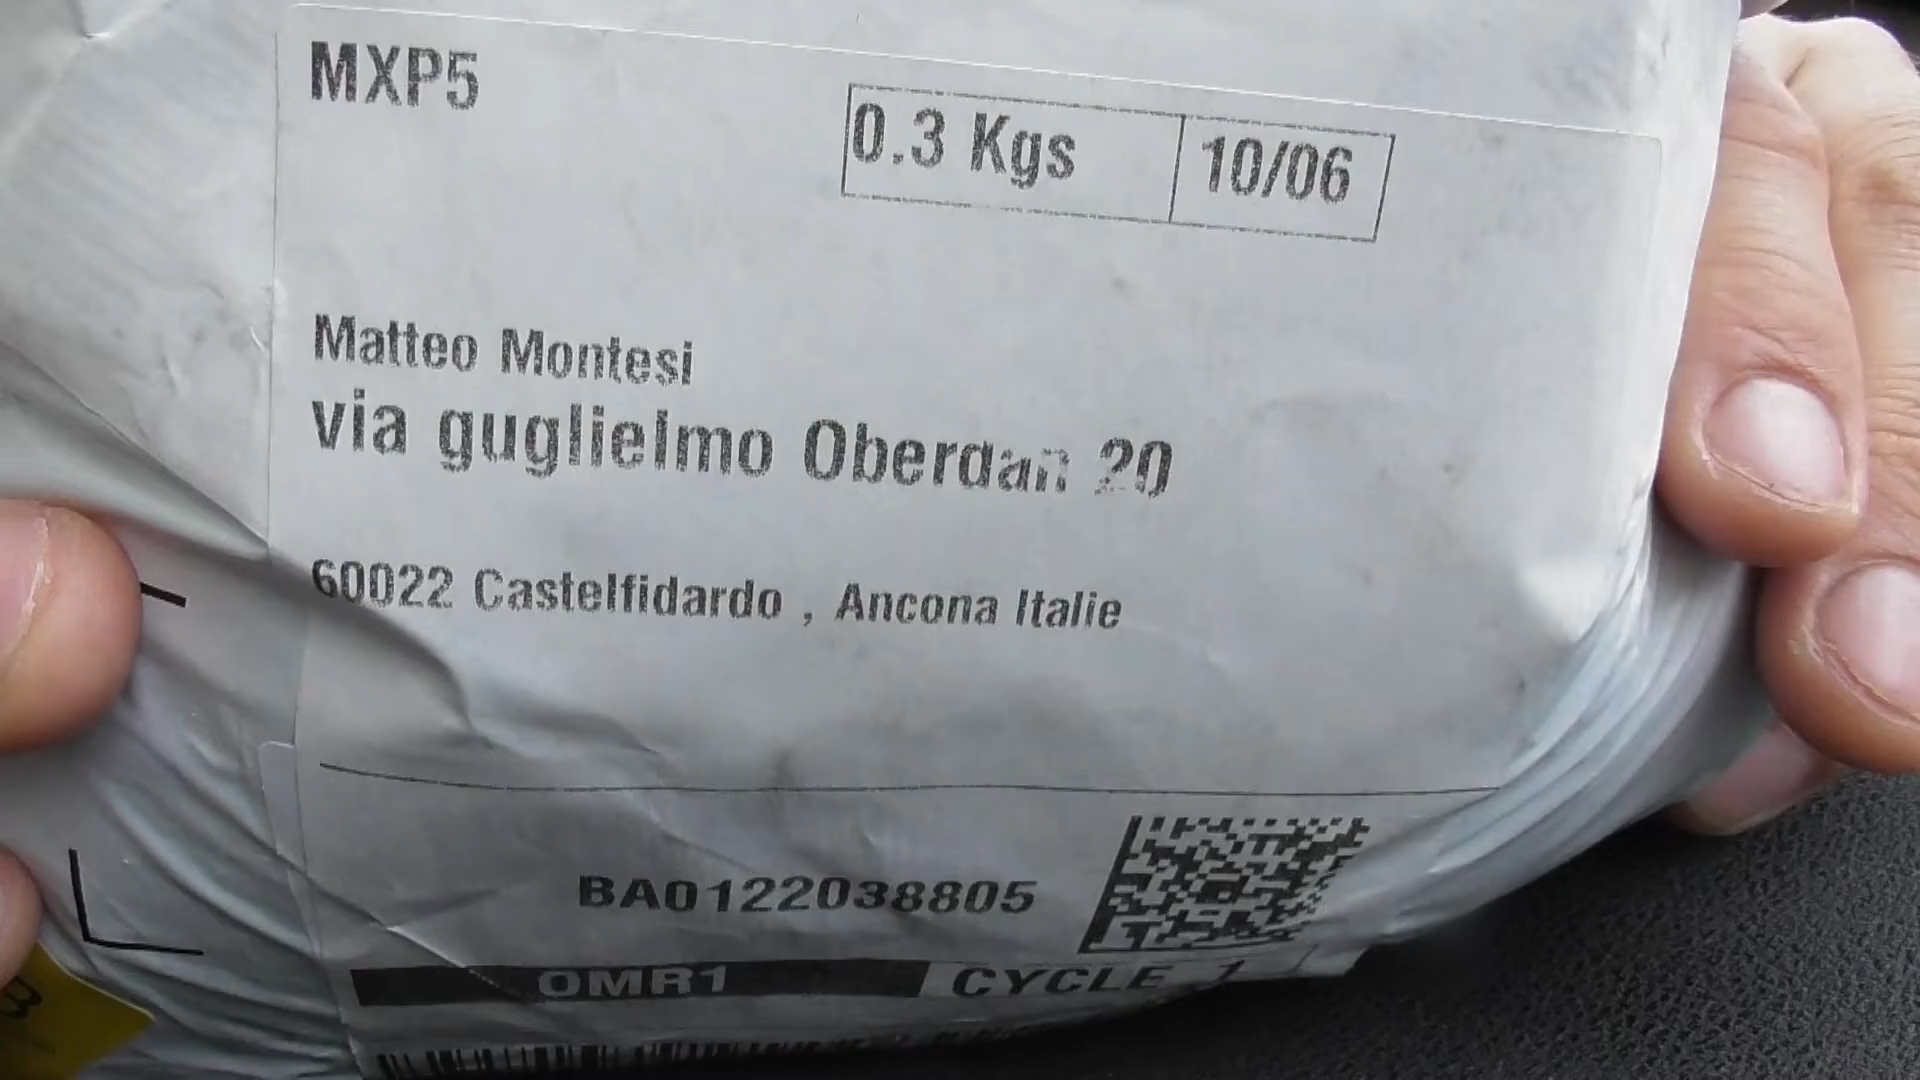 MXP5
0.3 Kgs 10/06
Matteo Montesi
via guglielmo Oberdan 20
60022 Castelfidardo , Ancona Italie
BA0122038805
OMR1 CYCLE 1
B